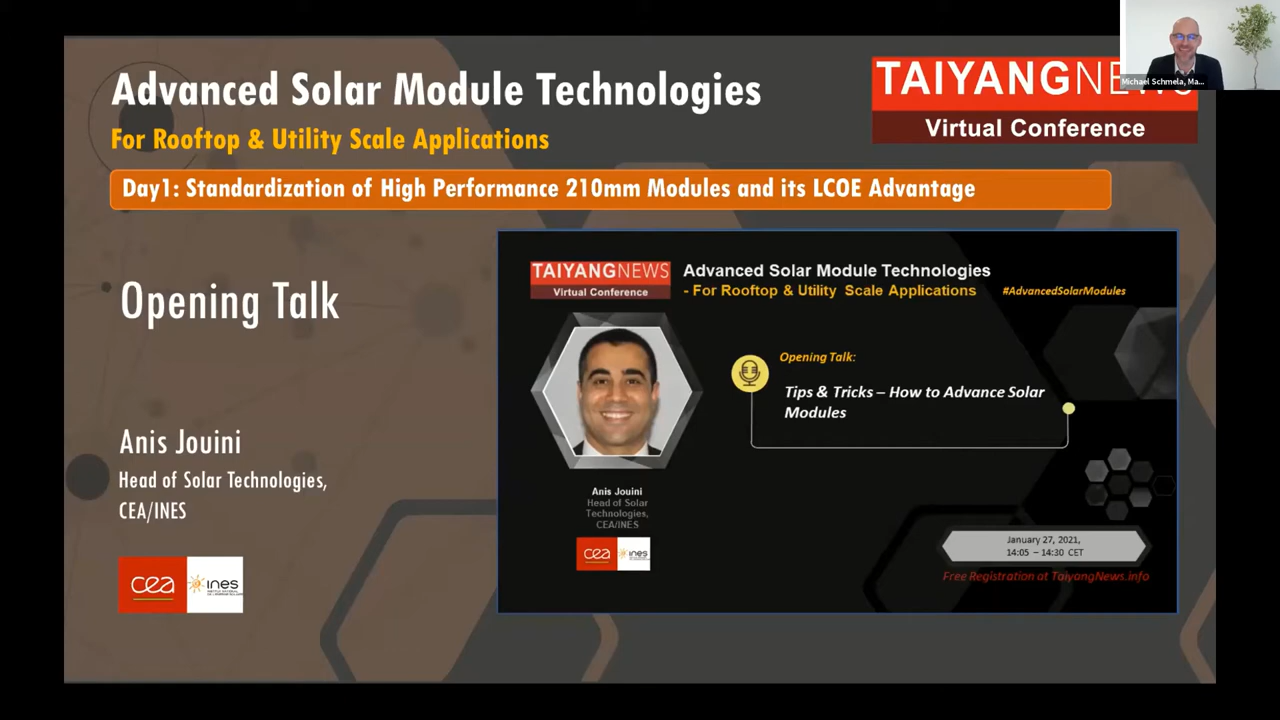 Advanced Solar Module Technologies
For Rooftop & Utility Scale Applications
TAIYANGNEWS
Virtual Conference
Michael Schmela, Ma...
Day1: Standardization of High Performance 210mm Modules and its LCOE Advantage
Opening Talk
Anis Jouini
Head of Solar Technologies,
CEA/INES
cea
ines
TAIYANGNEWS
Virtual Conference
Advanced Solar Module Technologies
- For Rooftop & Utility Scale Applications
#AdvancedSolarModules
Opening Talk:
Tips & Tricks – How to Advance Solar
Modules
Anis Jouini
Head of Solar
Technologies,
CEA/INES
cea
ines
January 27, 2021,
14:05 – 14:30 CET
Free Registration at TaiyangNews.info